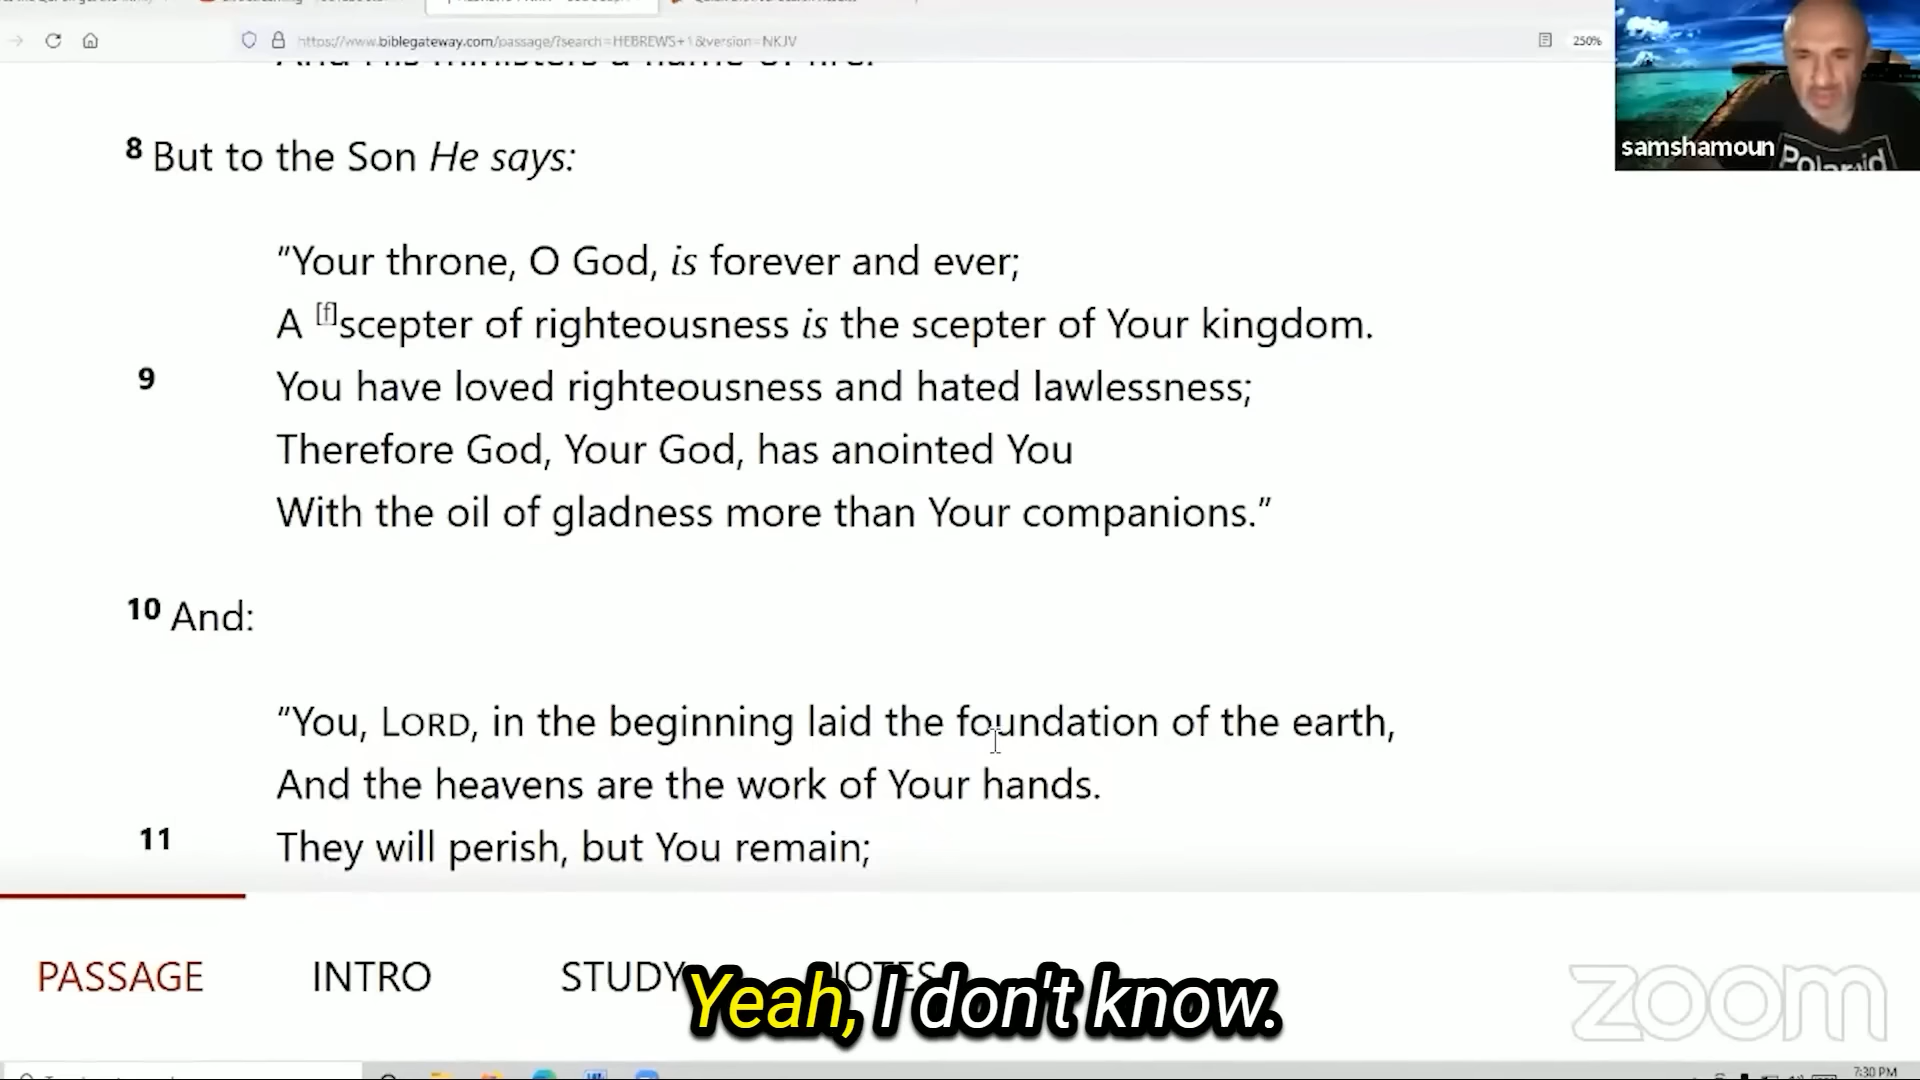 https://www.biblegateway.com/passage/?search=HEBREWS+1&version=NKJV
250%
samshamoun
Polaroid
8 But to the Son He says:
“Your throne, O God, is forever and ever;
A [f]scepter of righteousness is the scepter of Your kingdom.
9 You have loved righteousness and hated lawlessness;
Therefore God, Your God, has anointed You
With the oil of gladness more than Your companions.”
10 And:
“You, LORD, in the beginning laid the foundation of the earth,
And the heavens are the work of Your hands.
11 They will perish, but You remain;
PASSAGE INTRO STUDY
Yeah, I don't know.
zoom
7:30 PM